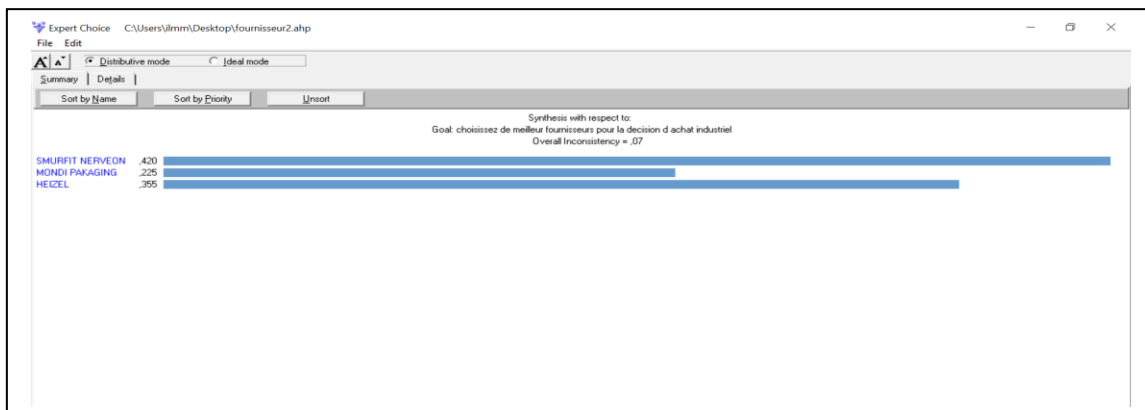 Expert Choice C:\Users\ilmm\Desktop\fournisseur2.ahp
File Edit
A A Distributive mode Ideal mode
Summary Details
Sort by Name Sort by Priority Unsort
Synthesis with respect to:
Goal: choisissez de meilleur fournisseurs pour la decision d achat industriel
Overall Inconsistency = ,07
SMURFIT NERVEON ,420
MONDI PAKAGING ,225
HEIZEL ,355